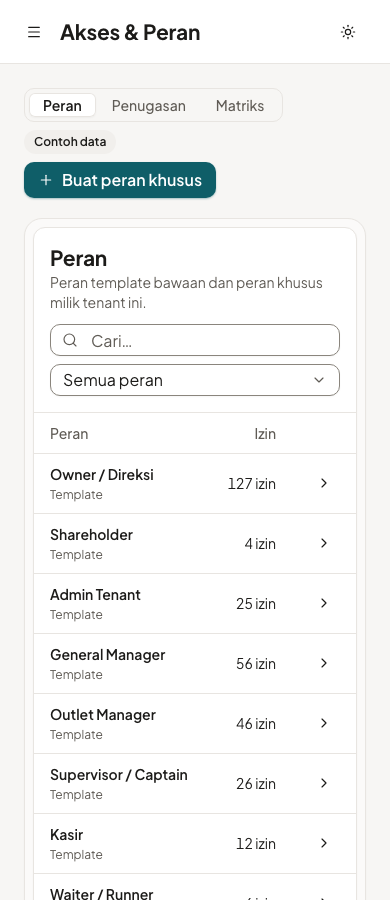 Akses & Peran
Peran Penugasan Matriks
Contoh data
Buat peran khusus
Peran
Peran template bawaan dan peran khusus
milik tenant ini.
Cari...
Semua peran
Peran Izin
Owner / Direksi
Template
127 izin
Shareholder
Template
4 izin
Admin Tenant
Template
25 izin
General Manager
Template
56 izin
Outlet Manager
Template
46 izin
Supervisor / Captain
Template
26 izin
Kasir
Template
12 izin
Waiter / Runner